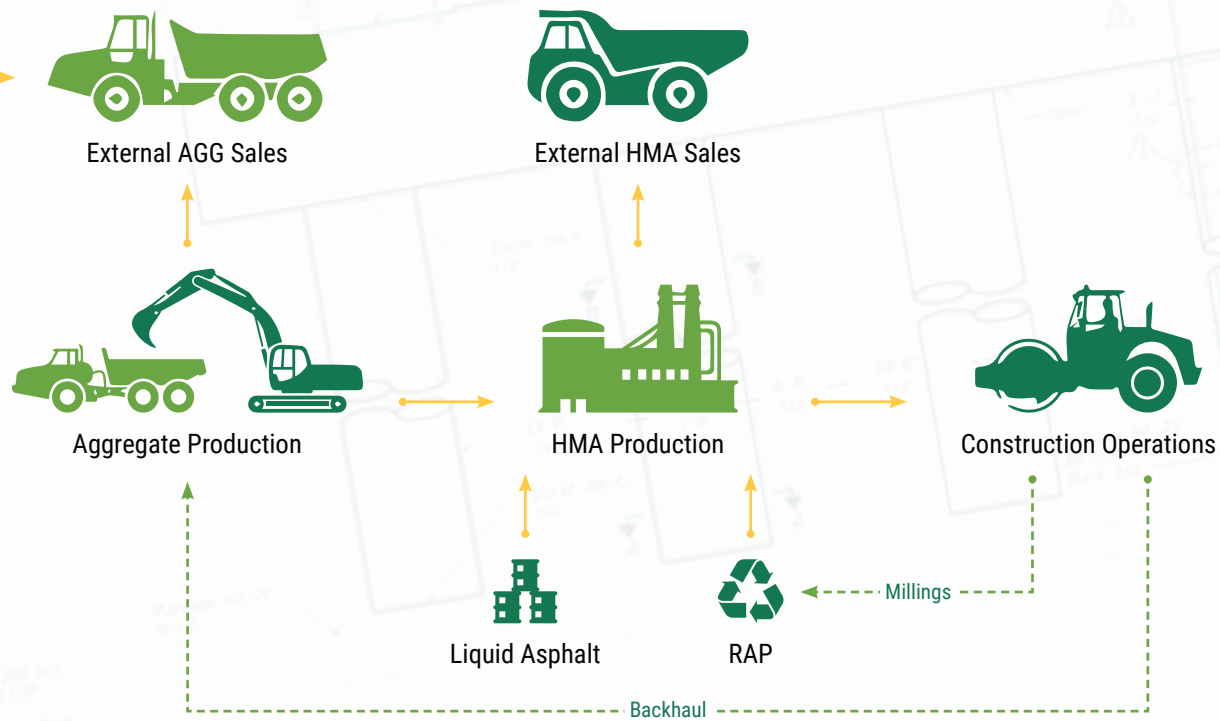 External AGG Sales
External HMA Sales
Aggregate Production
HMA Production
Construction Operations
Millings
Liquid Asphalt
RAP
Backhaul